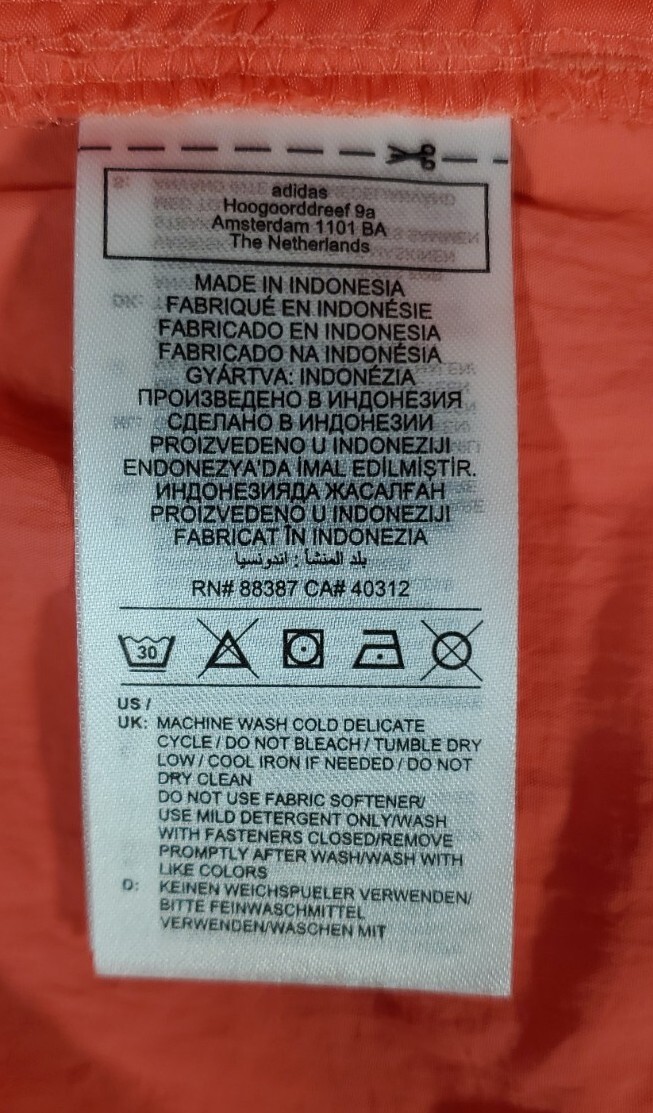 adidas
Hoogoorddreef 9a
Amsterdam 1101 BA
The Netherlands
MADE IN INDONESIA
FABRIQUÉ EN INDONÉSIE
FABRICADO EN INDONESIA
FABRICADO NA INDONÉSIA
GYÁRTVA: INDONÉZIA
ПРОИЗВЕДЕНО В ИНДОНЕЗИЯ
СДЕЛАНО В ИНДОНЕЗИИ
PROIZVEDENO U INDONEZIJI
ENDONEZYA'DA İMAL EDİLMİŞTİR.
ИНДОНЕЗИЯДА ЖАСАЛҒАН
PROIZVEDENO U INDONEZIJI
FABRICAT ÎN INDONEZIA
بلد المنشأ : اندونسيا
RN# 88387 CA# 40312
30
US /
UK: MACHINE WASH COLD DELICATE
CYCLE / DO NOT BLEACH / TUMBLE DRY
LOW / COOL IRON IF NEEDED / DO NOT
DRY CLEAN
DO NOT USE FABRIC SOFTENER/
USE MILD DETERGENT ONLY/WASH
WITH FASTENERS CLOSED/REMOVE
PROMPTLY AFTER WASH/WASH WITH
LIKE COLORS
D: KEINEN WEICHSPUELER VERWENDEN/
BITTE FEINWASCHMITTEL
VERWENDEN/WASCHEN MIT